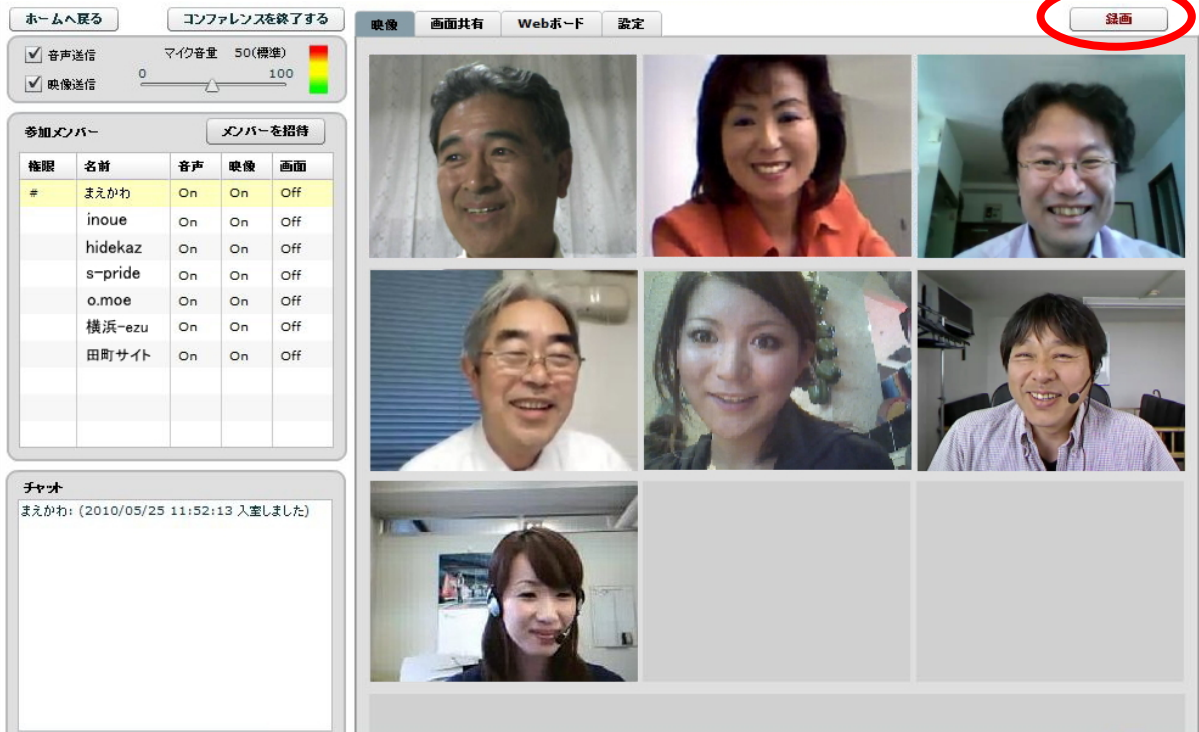 ホームへ戻る
コンファレンスを終了する
音声送信
マイク音量 50(標準)
0 100
映像送信
参加メンバー
メンバーを招待
権限 名前 音声 映像 画面
# まえかわ On On Off
inoue On On Off
hidekaz On On Off
s-pride On On Off
o.moe On On Off
横浜-ezu On On Off
田町サイト On On Off
チャット
まえかわ: (2010/05/25 11:52:13 入室しました)
映像 画面共有 Webボード 設定
録画